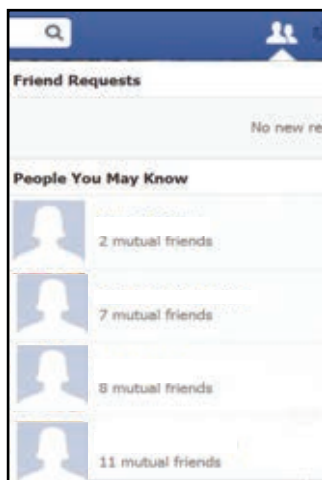 Friend Requests
No new re
People You May Know
2 mutual friends
7 mutual friends
8 mutual friends
11 mutual friends